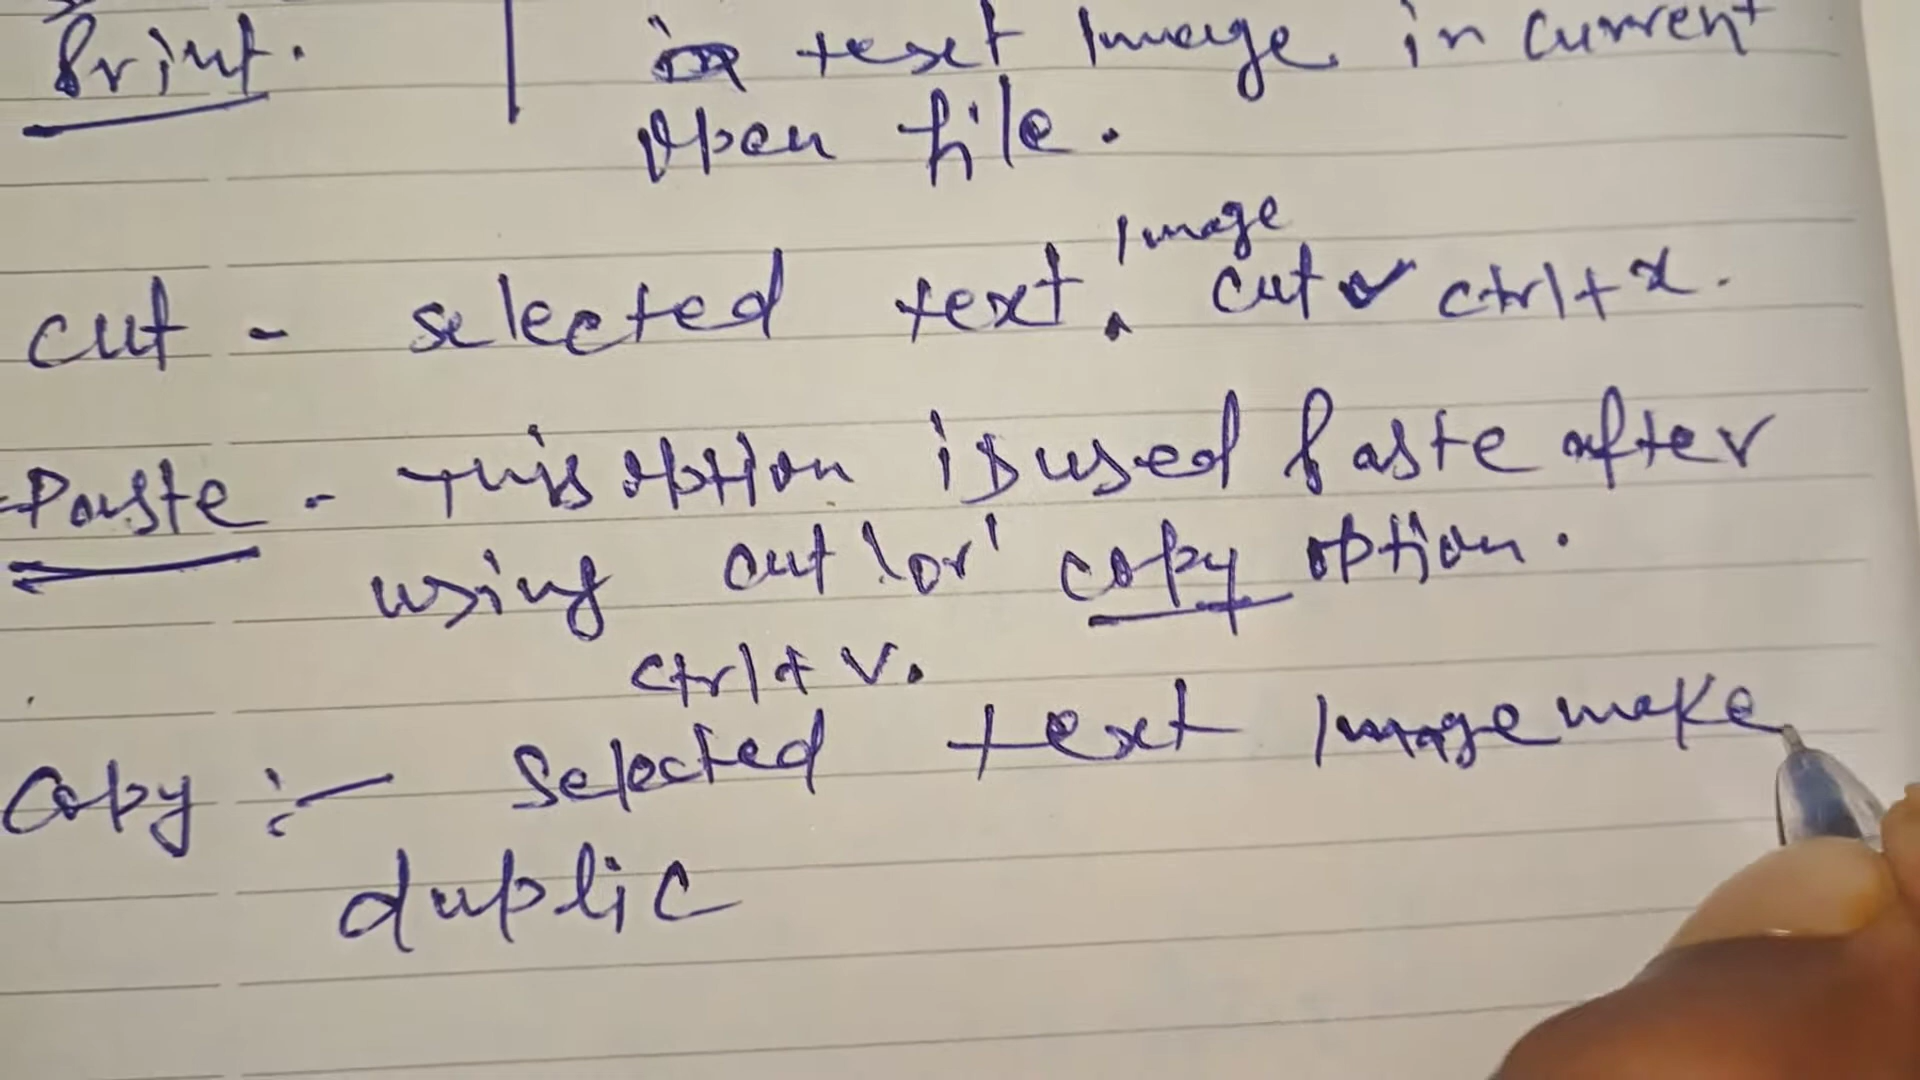 Print.
in text Image in current
open file.
Image
cut - selected text. cut ctrl+x.
Paste - This option is used Paste after
using cut 'or' copy option.
ctrl+v.
Copy :- Selected text Image make
duplic